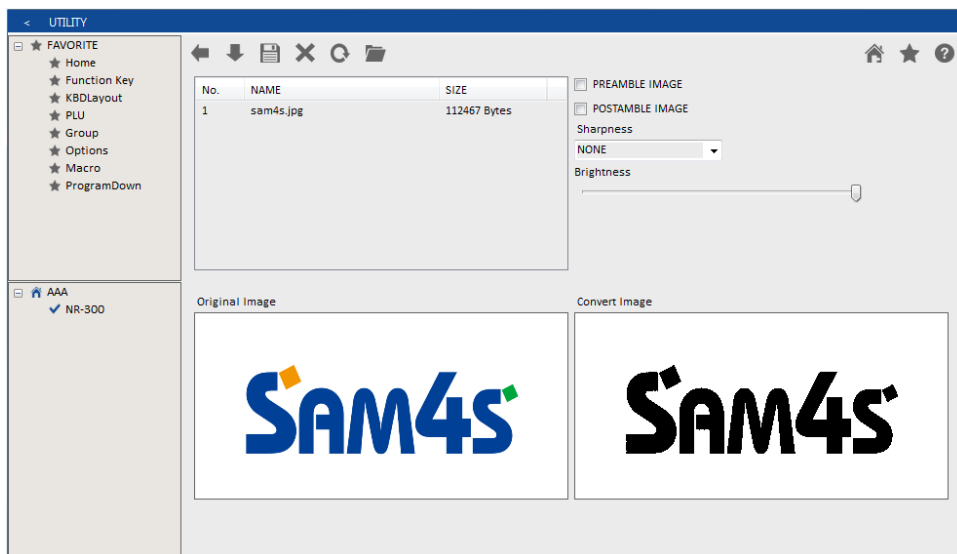 < UTILITY
FAVORITE
Home
Function Key
KBDLayout
PLU
Group
Options
Macro
ProgramDown
AAA
NR-300
No. NAME SIZE
1 sam4s.jpg 112467 Bytes
PREAMBLE IMAGE
POSTAMBLE IMAGE
Sharpness
NONE
Brightness
Original Image
SAM4s
Convert Image
SAM4s